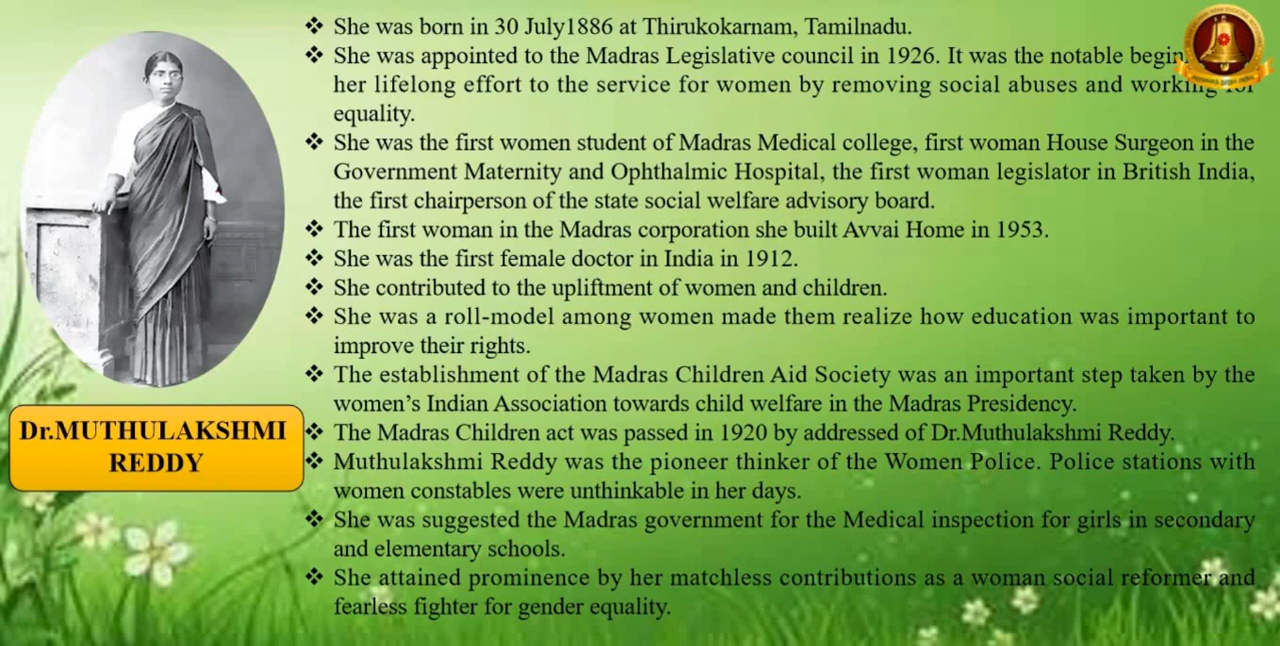 She was born in 30 July1886 at Thirukokarnam, Tamilnadu.
She was appointed to the Madras Legislative council in 1926. It was the notable
her lifelong effort to the service for women by removing social abuses and working for
equality.
She was the first women student of Madras Medical college, first woman House Surgeon in the
Government Maternity and Ophthalmic Hospital, the first woman legislator in British India,
the first chairperson of the state social welfare advisory board.
The first woman in the Madras corporation she built Avvai Home in 1953.
She was the first female doctor in India in 1912.
She contributed to the upliftment of women and children.
She was a roll-model among women made them realize how education was important to
improve their rights.
The establishment of the Madras Children Aid Society was an important step taken by the
women's Indian Association towards child welfare in the Madras Presidency.
The Madras Children act was passed in 1920 by addressed of Dr.Muthulakshmi Reddy.
Muthulakshmi Reddy was the pioneer thinker of the Women Police. Police stations with
women constables were unthinkable in her days.
She was suggested the Madras government for the Medical inspection for girls in secondary
and elementary schools.
She attained prominence by her matchless contributions as a woman social reformer and
fearless fighter for gender equality.
Dr.MUTHULAKSHMI
REDDY